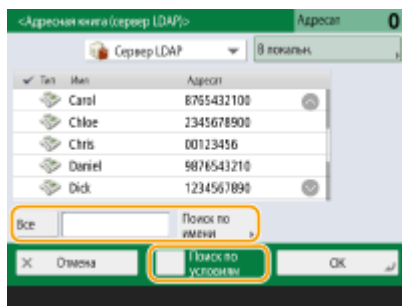 <Адресная книга (сервер LDAP)> Адресат 0
Сервер LDAP В локальн.
Тип Имя Адресат
Carol 8765432100
Chloe 2345678900
Chris 00123456
Daniel 9876543210
Dick 1234567890
Все Поиск по
имени
Отмена Поиск по
условиям OK